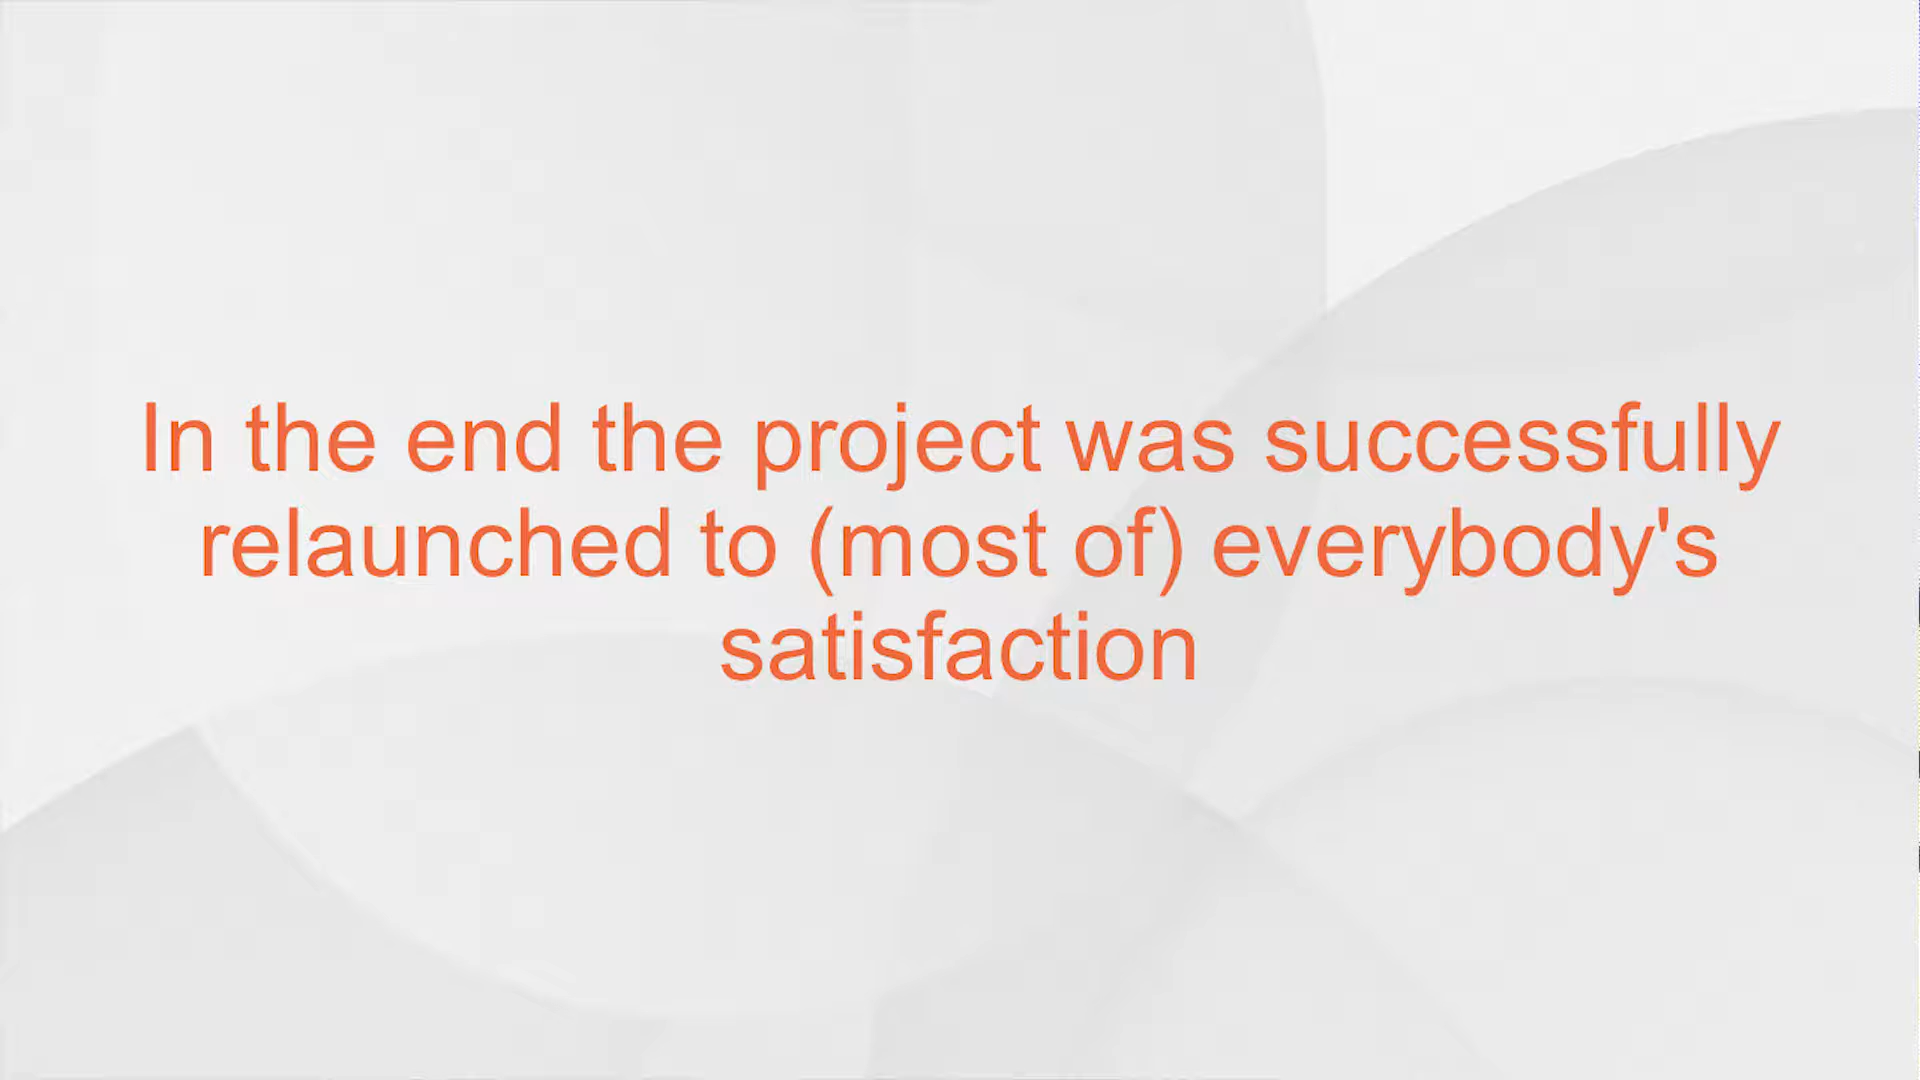 In the end the project was successfully
relaunched to (most of) everybody's
satisfaction